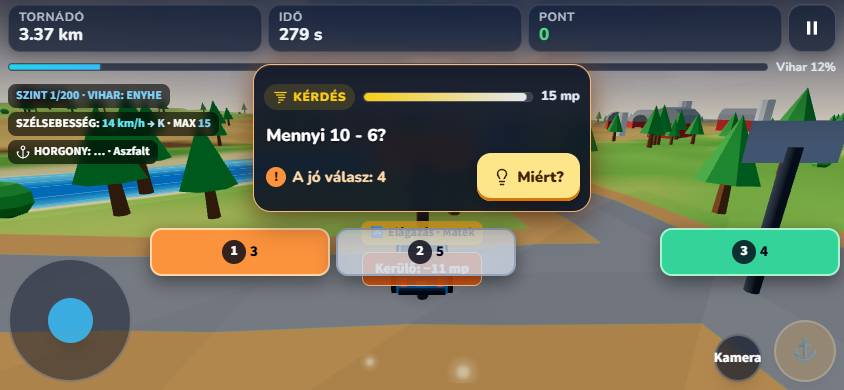 TORNÁDÓ
3.37 km
IDŐ
279 s
PONT
0
Vihar 12%
SZINT 1/200 · VIHAR: ENYHE
SZÉLSEBESSÉG: 14 km/h → K · MAX 15
HORGONY: ... · Aszfalt
KÉRDÉS
15 mp
Mennyi 10 - 6?
! A jó válasz: 4
Miért?
Elágazás · Matek
1 3
2 5
3 4
Kerülő: ~11 mp
Kamera